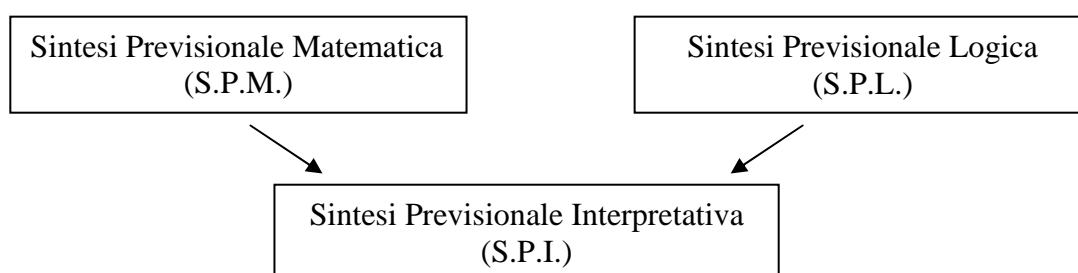 Sintesi Previsionale Matematica
(S.P.M.)
Sintesi Previsionale Logica
(S.P.L.)
Sintesi Previsionale Interpretativa
(S.P.I.)